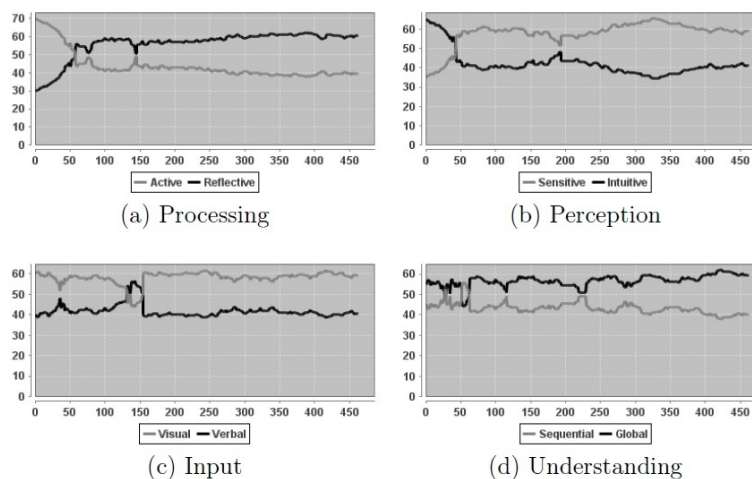 70
60
50
40
30
20
10
0
0 50 100 150 200 250 300 350 400 450
Active Reflective
(a) Processing
60
50
40
30
20
10
0
0 50 100 150 200 250 300 350 400 450
Sensitive Intuitive
(b) Perception
60
50
40
30
20
10
0
0 50 100 150 200 250 300 350 400 450
Visual Verbal
(c) Input
60
50
40
30
20
10
0
0 50 100 150 200 250 300 350 400 450
Sequential Global
(d) Understanding